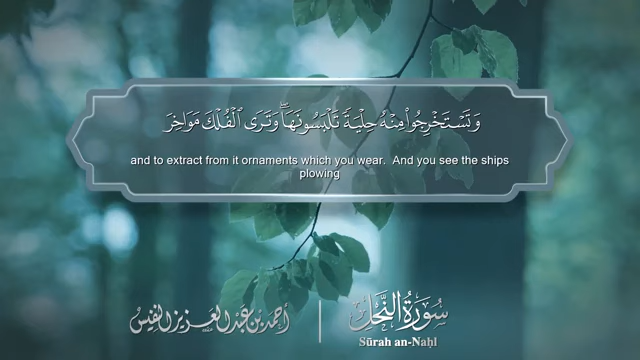 وَتَسْتَخْرِجُوا۟ مِنْهُ حِلْيَةً تَلْبَسُونَهَا ۖ وَتَرَى ٱلْفُلْكَ مَوَاخِرَ
and to extract from it ornaments which you wear. And you see the ships
plowing
سُورَةُ النَّحْل
Sūrah an-Naḥl
أحمد بن عبد العزيز النفيس